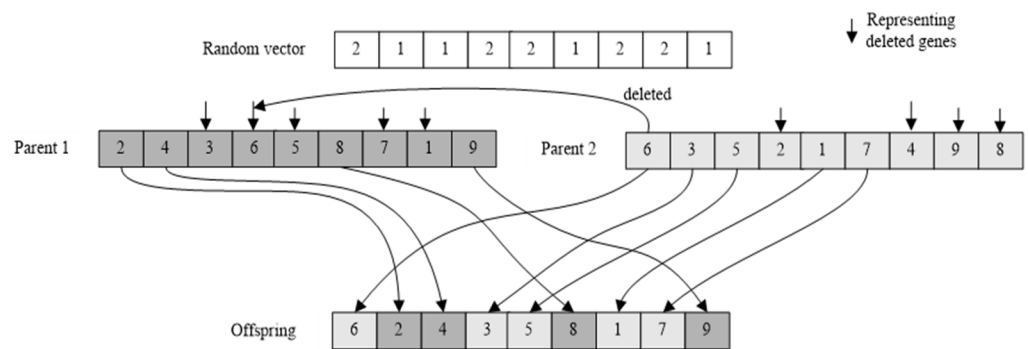 Representing
deleted genes
Random vector 2 1 1 2 2 1 2 2 1
deleted
Parent 1 2 4 3 6 5 8 7 1 9
Parent 2 6 3 5 2 1 7 4 9 8
Offspring 6 2 4 3 5 8 1 7 9